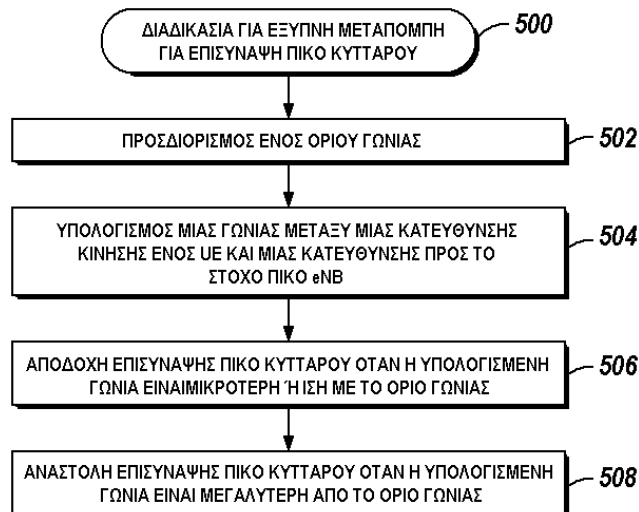 ΔΙΑΔΙΚΑΣΙΑ ΓΙΑ ΕΞΥΠΝΗ ΜΕΤΑΠΟΜΠΗ
ΓΙΑ ΕΠΙΣΥΝΑΨΗ ΠΙΚΟ ΚΥΤΤΑΡΟΥ
500
ΠΡΟΣΔΙΟΡΙΣΜΟΣ ΕΝΟΣ ΟΡΙΟΥ ΓΩΝΙΑΣ
502
ΥΠΟΛΟΓΙΣΜΟΣ ΜΙΑΣ ΓΩΝΙΑΣ ΜΕΤΑΞΥ ΜΙΑΣ ΚΑΤΕΥΘΥΝΣΗΣ
ΚΙΝΗΣΗΣ ΕΝΟΣ UE ΚΑΙ ΜΙΑΣ ΚΑΤΕΥΘΥΝΣΗΣ ΠΡΟΣ ΤΟ
ΣΤΟΧΟ ΠΙΚΟ eNB
504
ΑΠΟΔΟΧΗ ΕΠΙΣΥΝΑΨΗΣ ΠΙΚΟ ΚΥΤΤΑΡΟΥ ΟΤΑΝ Η ΥΠΟΛΟΓΙΣΜΕΝΗ
ΓΩΝΙΑ ΕΙΝΑΙΜΙΚΡΟΤΕΡΗ Ή ΙΣΗ ΜΕ ΤΟ ΟΡΙΟ ΓΩΝΙΑΣ
506
ΑΝΑΣΤΟΛΗ ΕΠΙΣΥΝΑΨΗΣ ΠΙΚΟ ΚΥΤΤΑΡΟΥ ΟΤΑΝ Η ΥΠΟΛΟΓΙΣΜΕΝΗ
ΓΩΝΙΑ ΕΙΝΑΙ ΜΕΓΑΛΥΤΕΡΗ ΑΠΟ ΤΟ ΟΡΙΟ ΓΩΝΙΑΣ
508